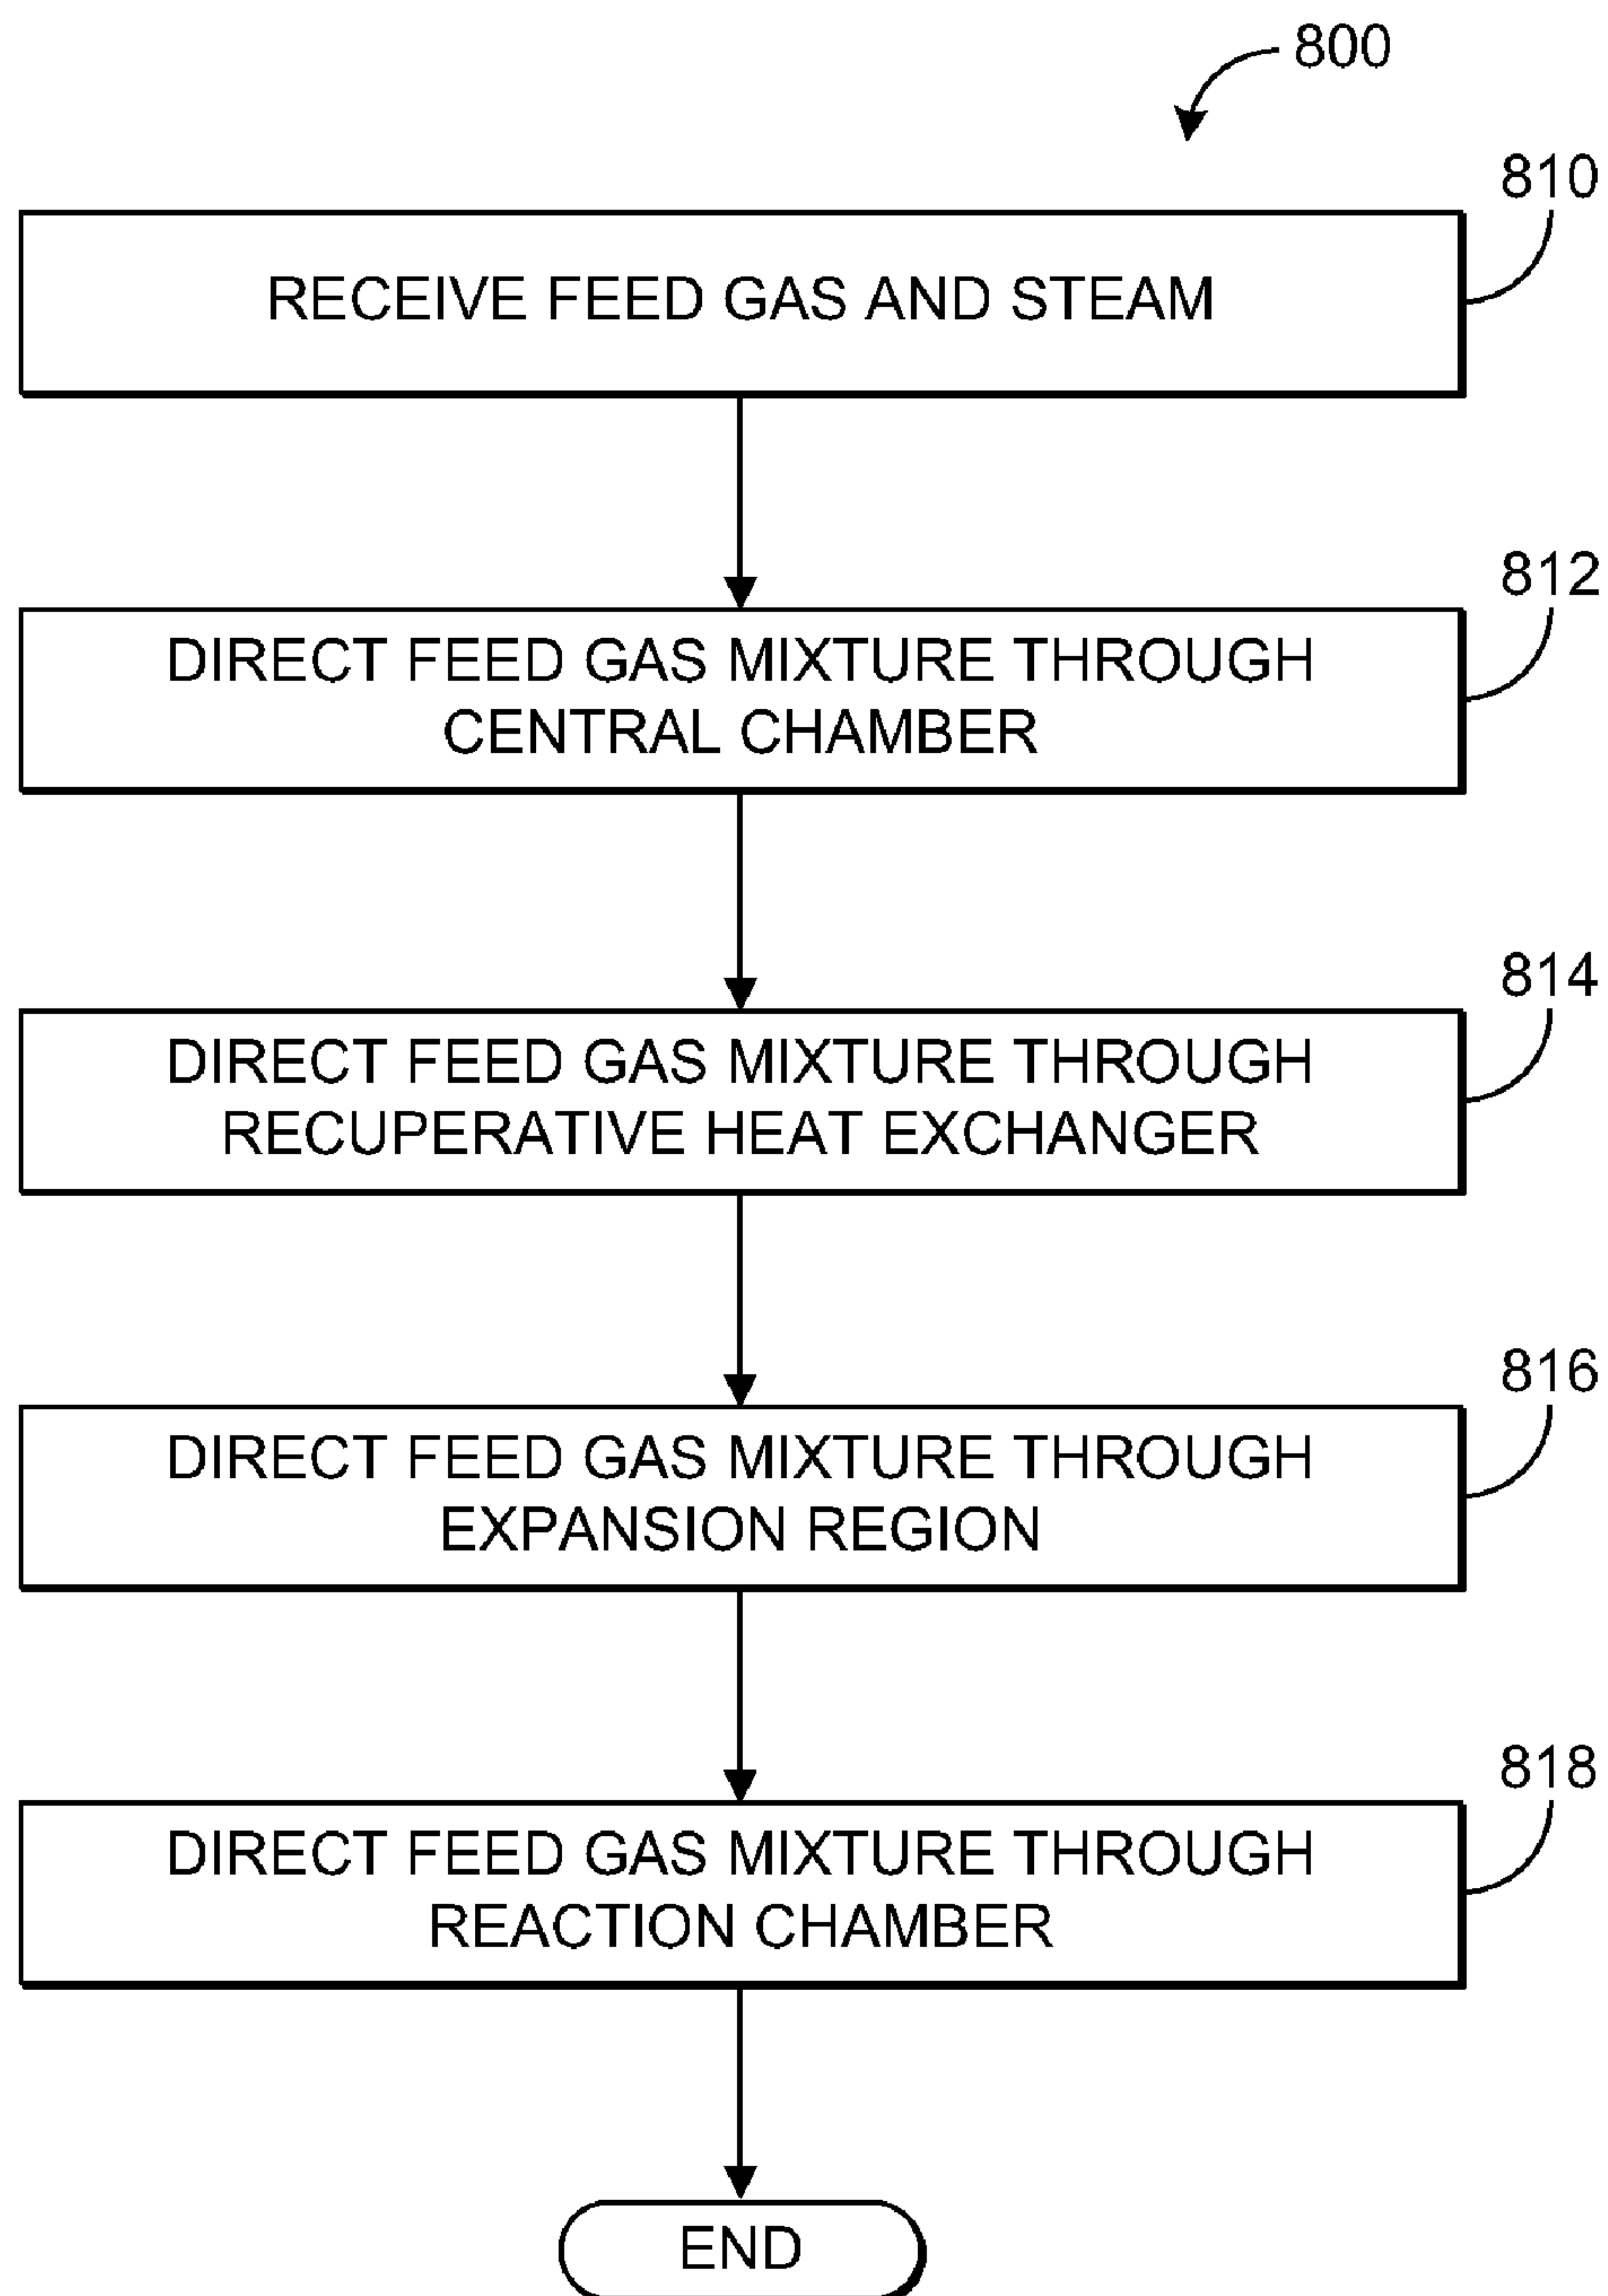 800
810
RECEIVE FEED GAS AND STEAM
812
DIRECT FEED GAS MIXTURE THROUGH
CENTRAL CHAMBER
814
DIRECT FEED GAS MIXTURE THROUGH
RECUPERATIVE HEAT EXCHANGER
816
DIRECT FEED GAS MIXTURE THROUGH
EXPANSION REGION
818
DIRECT FEED GAS MIXTURE THROUGH
REACTION CHAMBER
END